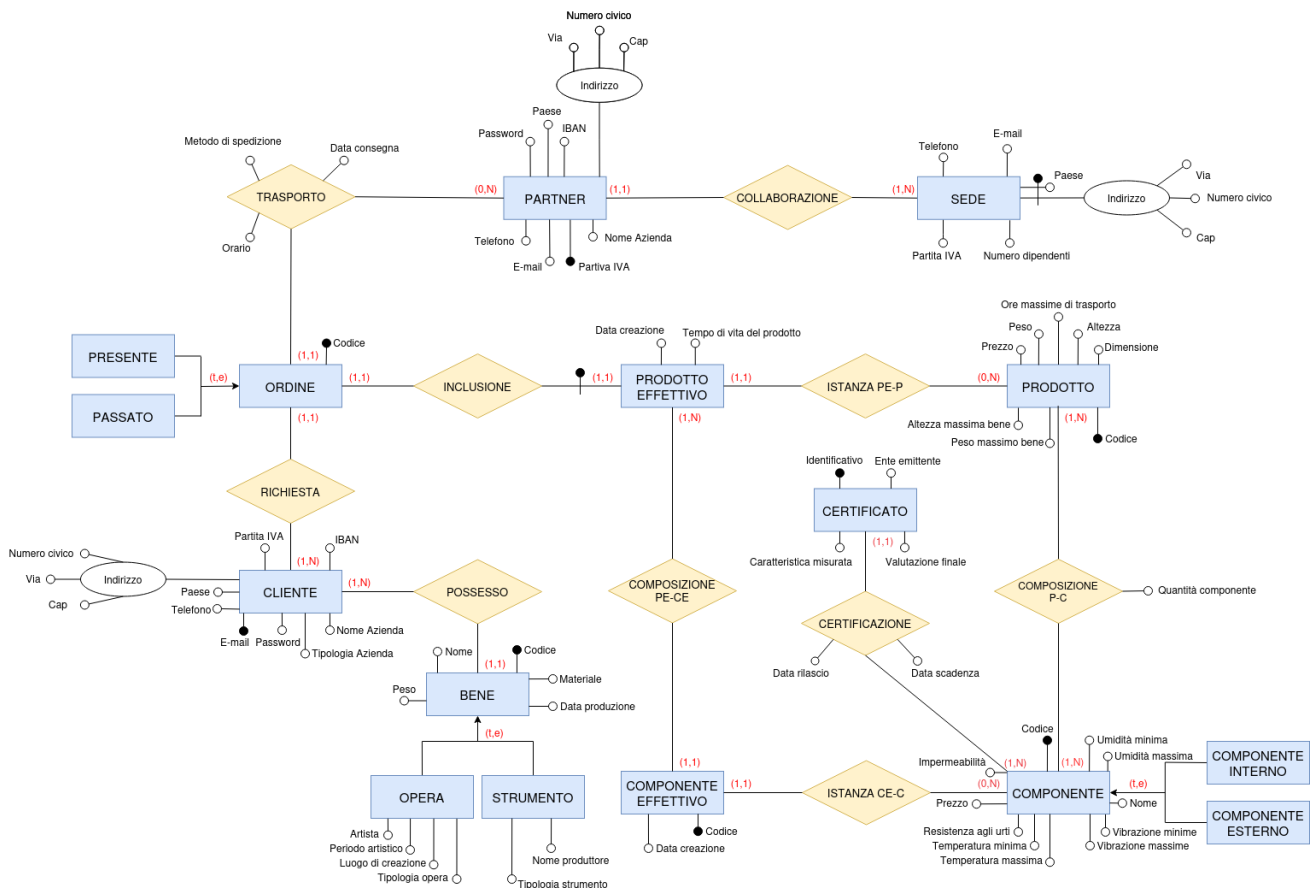 Numero civico
Via
Cap
Indirizzo
Paese
Password
IBAN
Metodo di spedizione
Data consegna
E-mail
Telefono
Paese
Via
TRASPORTO
(0,N)
PARTNER
(1,1)
COLLABORAZIONE
(1,N)
SEDE
Indirizzo
Numero civico
Orario
Telefono
Nome Azienda
Cap
E-mail
Partiva IVA
Partita IVA
Numero dipendenti
Ore massime di trasporto
Data creazione
Tempo di vita del prodotto
Peso
Altezza
Codice
Prezzo
Dimensione
PRESENTE
(1,1)
(t,e)
ORDINE
(1,1)
INCLUSIONE
(1,1)
PRODOTTO
EFFETTIVO
(1,1)
ISTANZA PE-P
(0,N)
PRODOTTO
PASSATO
(1,1)
(1,N)
(1,N)
Altezza massima bene
Peso massimo bene
Codice
Identificativo
Ente emittente
RICHIESTA
CERTIFICATO
Partita IVA
IBAN
(1,1)
Numero civico
Caratteristica misurata
Valutazione finale
(1,N)
Via
Indirizzo
(1,N)
Paese
CLIENTE
POSSESSO
COMPOSIZIONE
PE-CE
COMPOSIZIONE
P-C
Quantità componente
Cap
Telefono
E-mail
Password
Nome Azienda
Tipologia Azienda
CERTIFICAZIONE
Nome
Codice
(1,1)
Data rilascio
Data scadenza
Peso
BENE
Materiale
Data produzione
(t,e)
Codice
Umidità minima
Umidità massima
(1,1)
Impermeabilità
(1,N)
(1,N)
COMPONENTE
INTERNO
OPERA
STRUMENTO
COMPONENTE
EFFETTIVO
(1,1)
ISTANZA CE-C
(0,N)
COMPONENTE
(t,e)
Prezzo
Nome
COMPONENTE
ESTERNO
Artista
Periodo artistico
Luogo di creazione
Tipologia opera
Nome produttore
Tipologia strumento
Codice
Data creazione
Resistenza agli urti
Temperatura minima
Temperatura massima
Vibrazione minime
Vibrazione massime